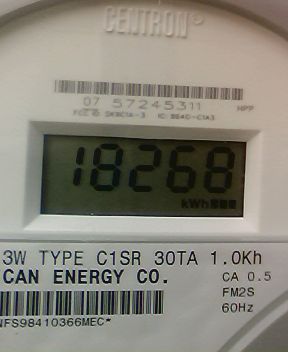 CENTRON®
07 57245311
HPP
18268
kWh
3W TYPE C1SR 30TA 1.0Kh
CAN ENERGY CO.
CA 0.5
FM2S
60Hz
NFS98410366MEC*